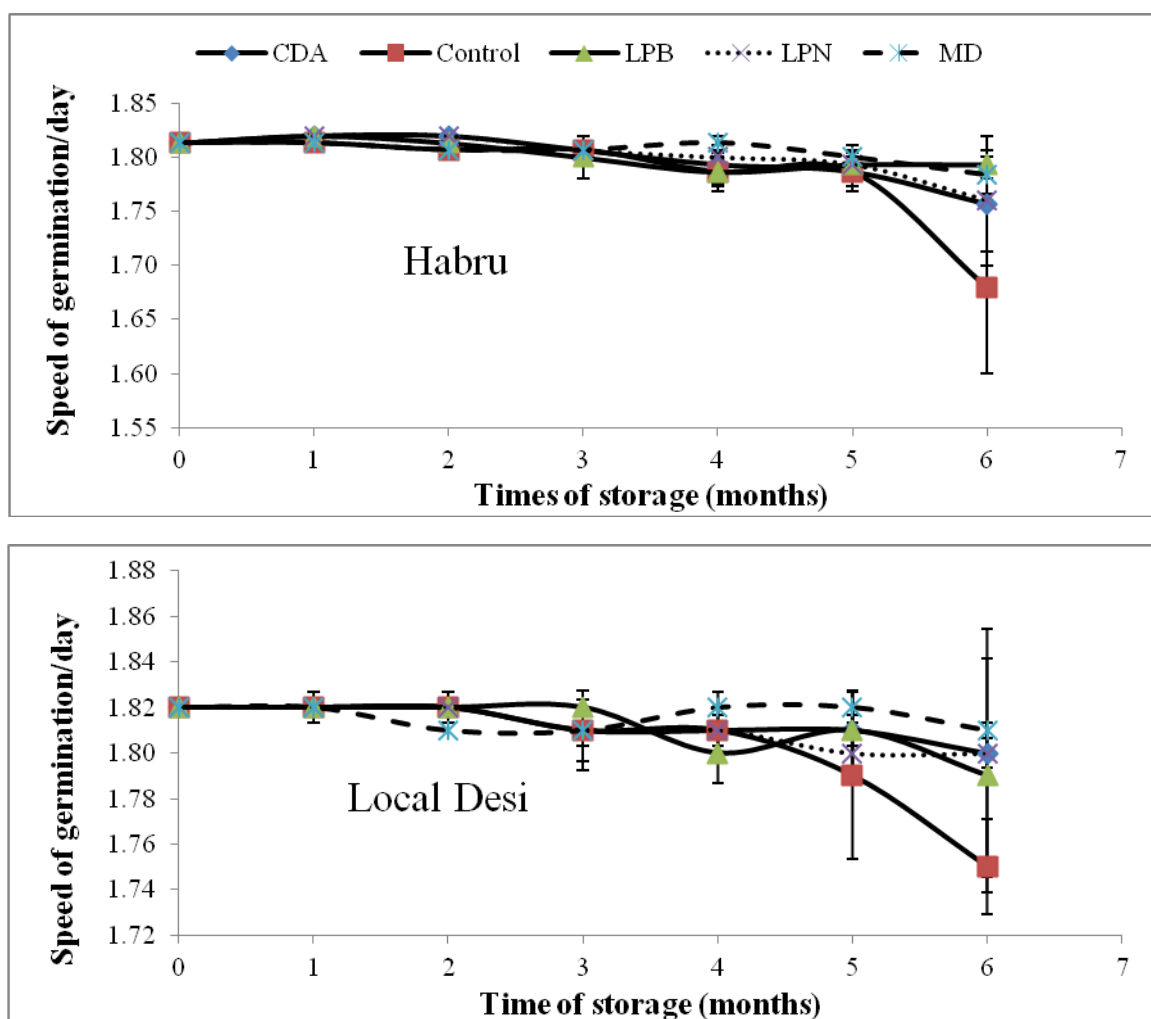 CDA Control LPB LPN MD
Speed of germination/day
1.85
1.80
1.75
1.70
1.65
1.60
1.55
Habru
0 1 2 3 4 5 6 7
Times of storage (months)
Speed of germination/day
1.88
1.86
1.84
1.82
1.80
1.78
1.76
1.74
1.72
Local Desi
0 1 2 3 4 5 6 7
Time of storage (months)